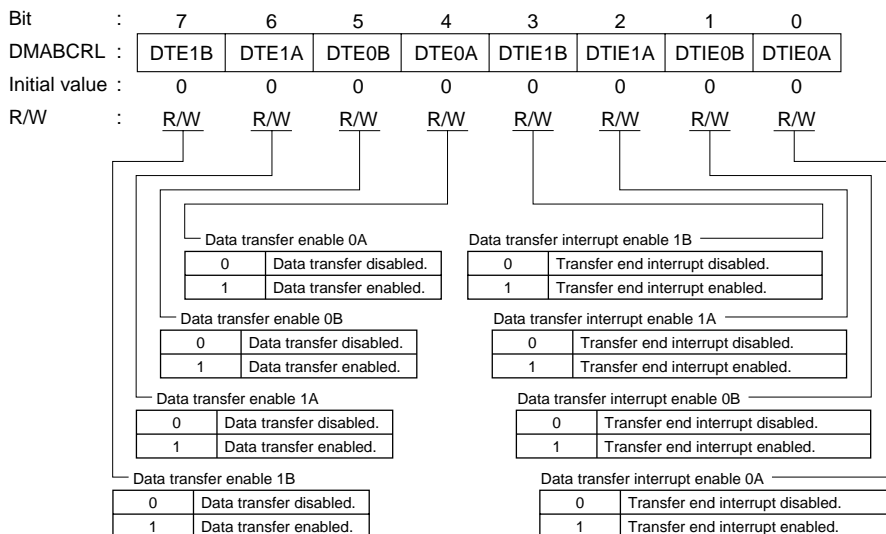 Bit : 7 6 5 4 3 2 1 0
DMABCRL : DTE1B DTE1A DTE0B DTE0A DTIE1B DTIE1A DTIE0B DTIE0A
Initial value : 0 0 0 0 0 0 0 0
R/W : R/W R/W R/W R/W R/W R/W R/W R/W
Data transfer enable 0A
0 Data transfer disabled.
1 Data transfer enabled.
Data transfer interrupt enable 1B
0 Transfer end interrupt disabled.
1 Transfer end interrupt enabled.
Data transfer enable 0B
0 Data transfer disabled.
1 Data transfer enabled.
Data transfer interrupt enable 1A
0 Transfer end interrupt disabled.
1 Transfer end interrupt enabled.
Data transfer enable 1A
0 Data transfer disabled.
1 Data transfer enabled.
Data transfer interrupt enable 0B
0 Transfer end interrupt disabled.
1 Transfer end interrupt enabled.
Data transfer enable 1B
0 Data transfer disabled.
1 Data transfer enabled.
Data transfer interrupt enable 0A
0 Transfer end interrupt disabled.
1 Transfer end interrupt enabled.